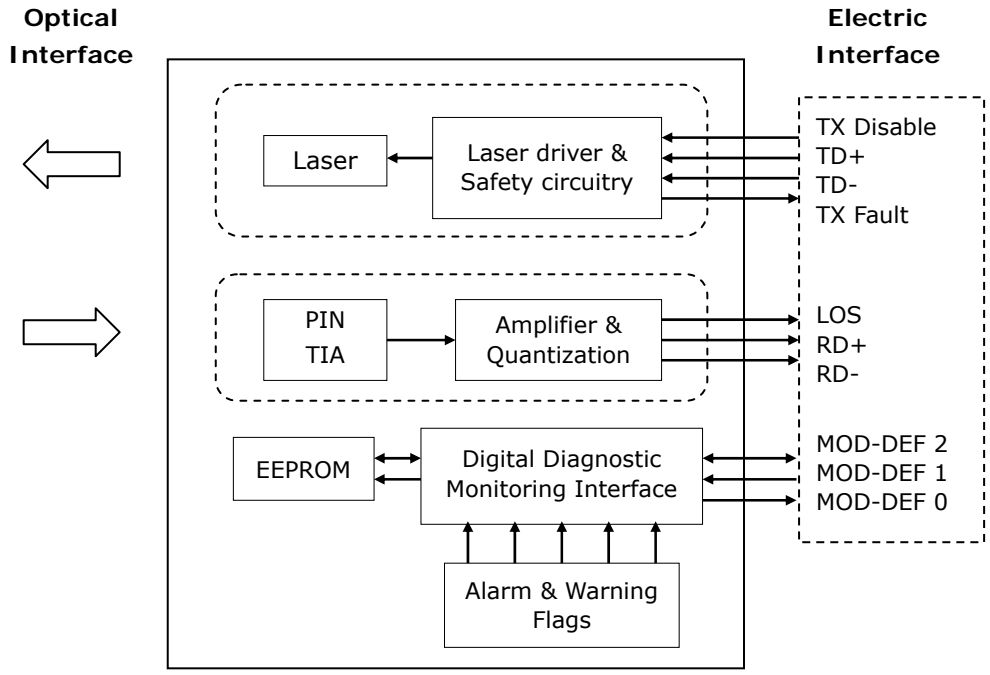 Optical
Interface
Electric
Interface
Laser
Laser driver &
Safety circuitry
TX Disable
TD+
TD-
TX Fault
PIN
TIA
Amplifier &
Quantization
LOS
RD+
RD-
EEPROM
Digital Diagnostic
Monitoring Interface
MOD-DEF 2
MOD-DEF 1
MOD-DEF 0
Alarm & Warning
Flags